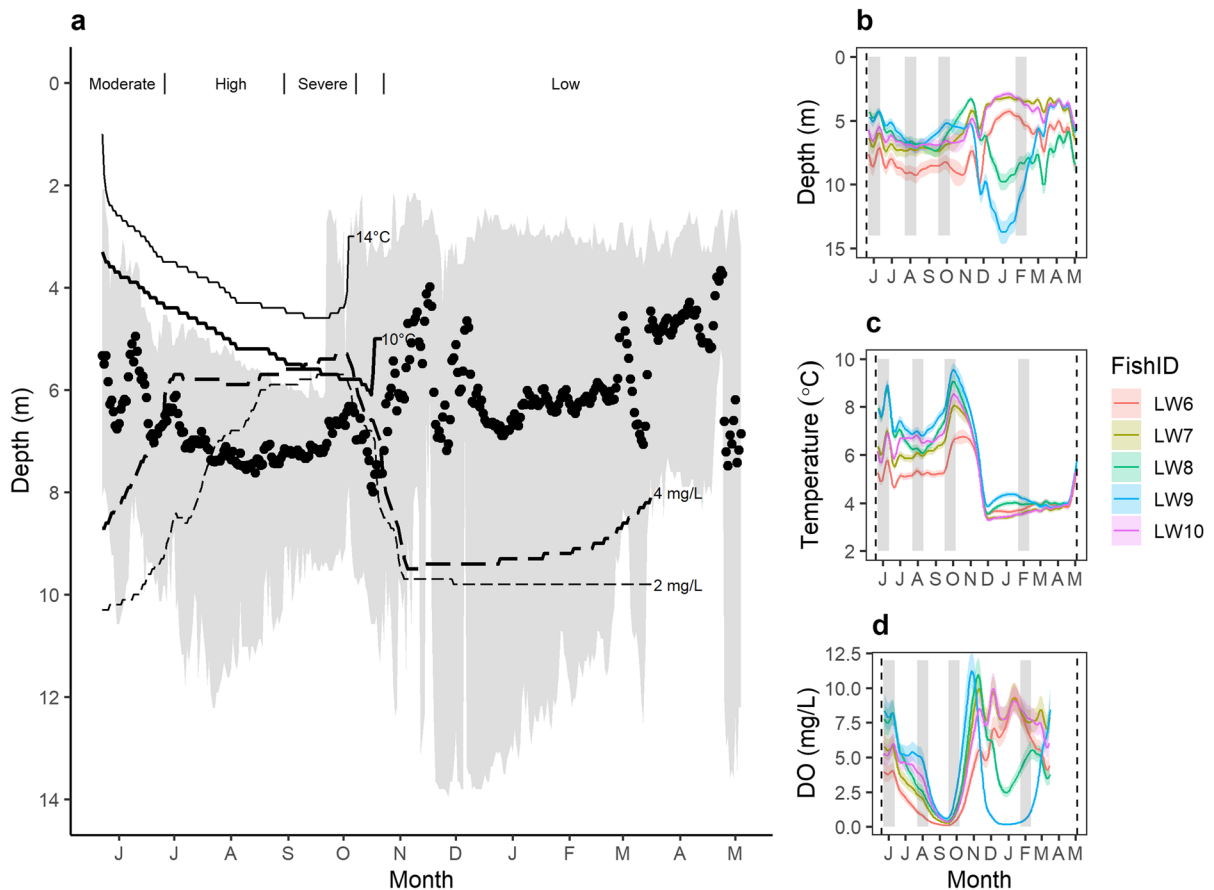 a
Moderate | High | Severe | | Low
0
2
4
6
8
10
12
14
Depth (m)
14°C
10°C
4 mg/L
2 mg/L
J J A S O N D J F M A M
Month
b
0
5
10
15
Depth (m)
J J A S O N D J F M A M
c
10
8
6
4
2
Temperature (°C)
J J A S O N D J F M A M
FishID
LW6
LW7
LW8
LW9
LW10
d
12.5
10.0
7.5
5.0
2.5
0.0
DO (mg/L)
J J A S O N D J F M A M
Month